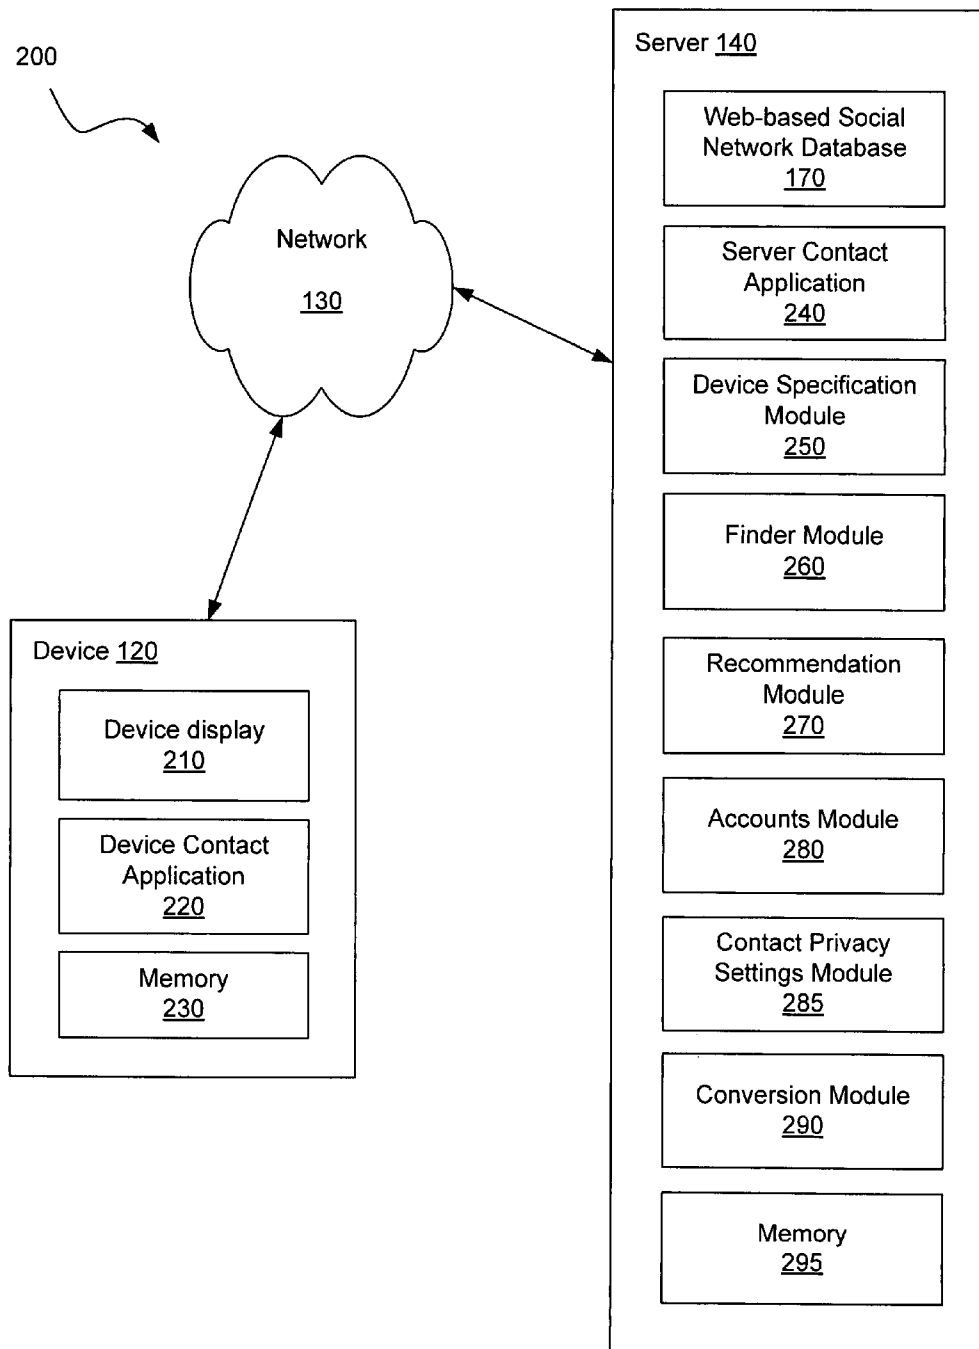 200
Network
130
Device 120
Device display
210
Device Contact
Application
220
Memory
230
Server 140
Web-based Social
Network Database
170
Server Contact
Application
240
Device Specification
Module
250
Finder Module
260
Recommendation
Module
270
Accounts Module
280
Contact Privacy
Settings Module
285
Conversion Module
290
Memory
295